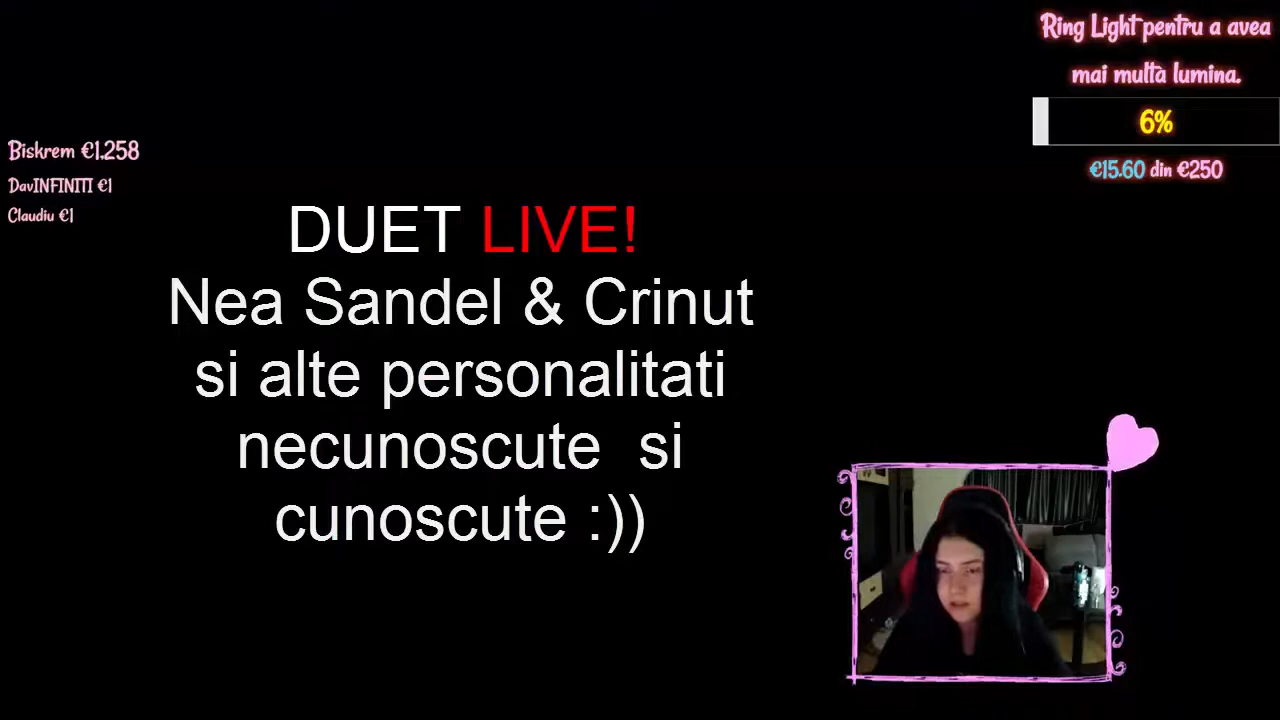 Ring Light pentru a avea
mai multa lumina.
6%
€15.60 din €250
Biskrem €1.258
DavINFINITI €1
Claudiu €1
DUET LIVE!
Nea Sandel & Crinut
si alte personalitati
necunoscute si
cunoscute :))